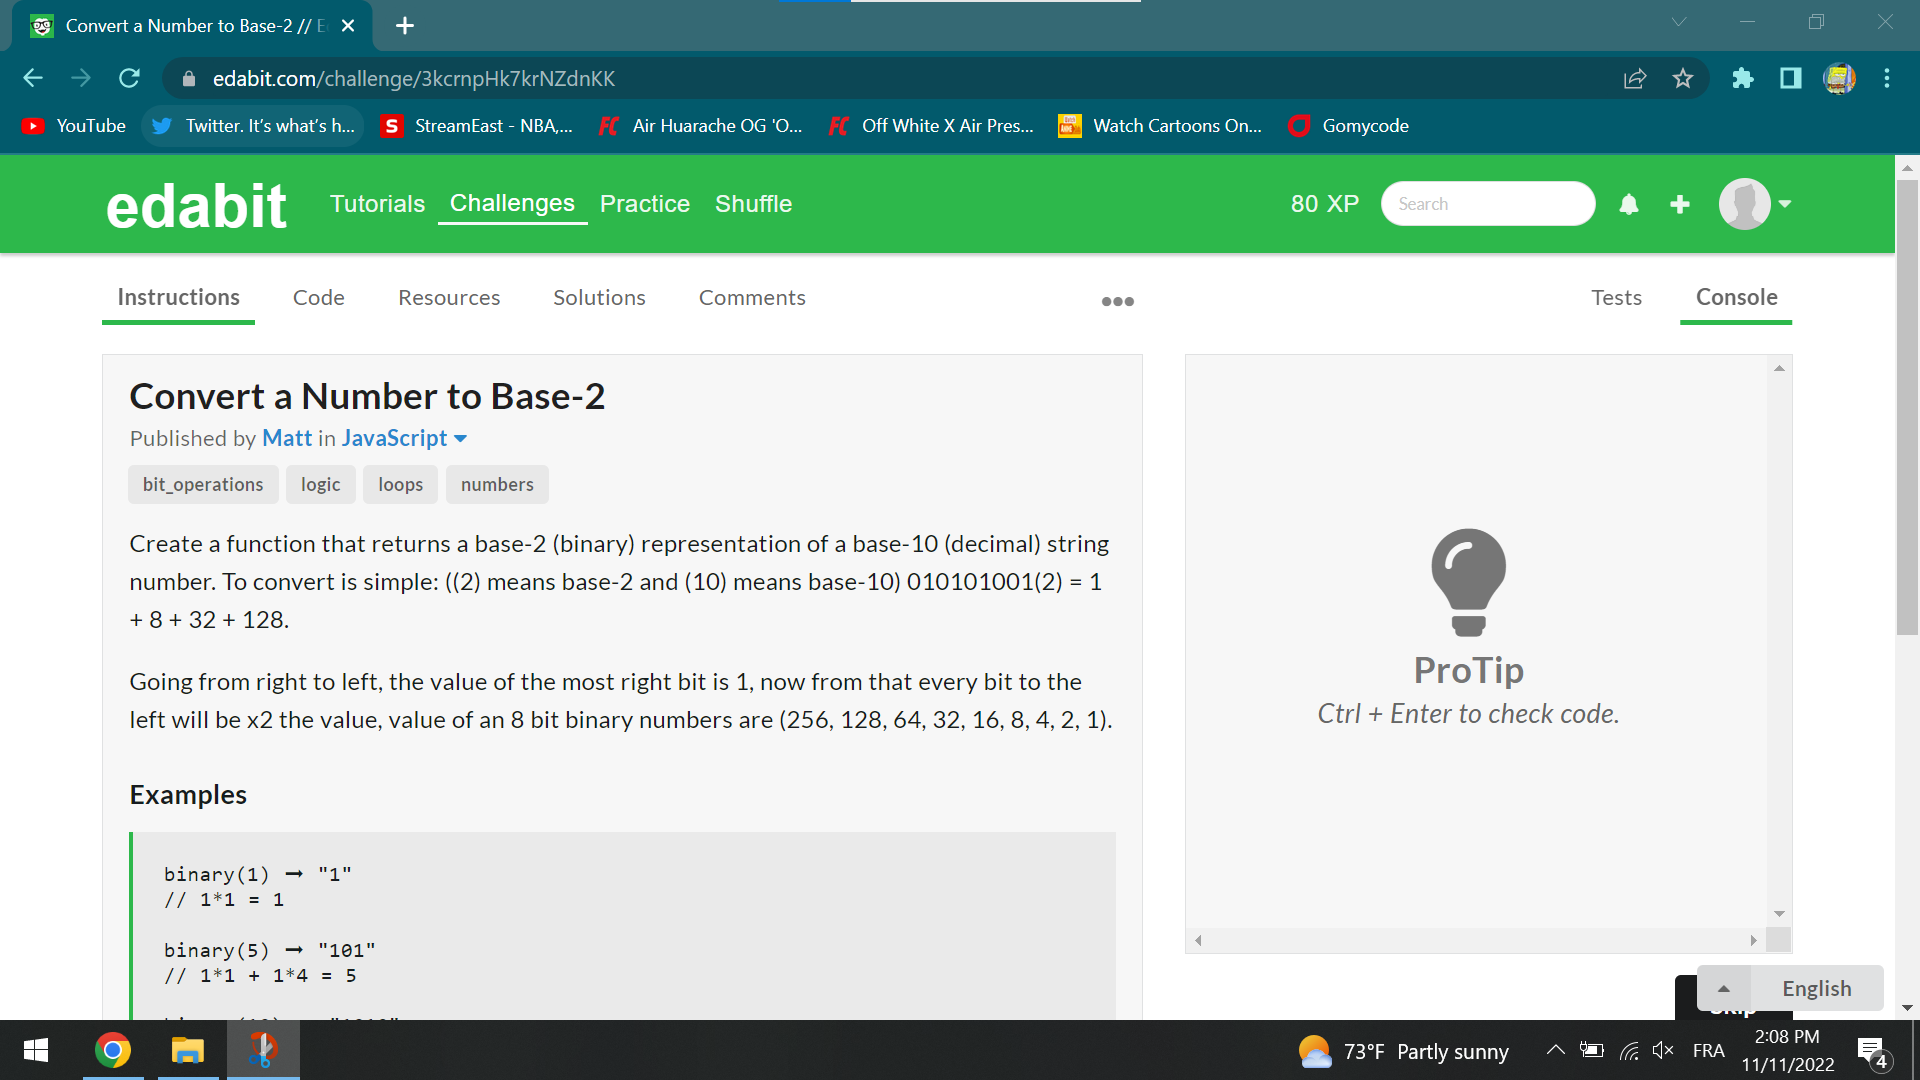 Convert a Number to Base-2 // E
edabit.com/challenge/3kcrnpHk7krNZdnKK
YouTube
Twitter. It's what's h...
StreamEast - NBA,...
Air Huarache OG 'O...
Off White X Air Pres...
Watch Cartoons On...
Gomycode
edabit
Tutorials
Challenges
Practice
Shuffle
80 XP
Search
Instructions
Code
Resources
Solutions
Comments
Tests
Console
Convert a Number to Base-2
Published by Matt in JavaScript
bit_operations
logic
loops
numbers
Create a function that returns a base-2 (binary) representation of a base-10 (decimal) string
number. To convert is simple: ((2) means base-2 and (10) means base-10) 010101001(2) = 1
+ 8 + 32 + 128.
Going from right to left, the value of the most right bit is 1, now from that every bit to the
left will be x2 the value, value of an 8 bit binary numbers are (256, 128, 64, 32, 16, 8, 4, 2, 1).
Examples
binary(1) ➞ "1"
// 1*1 = 1
binary(5) ➞ "101"
// 1*1 + 1*4 = 5
ProTip
Ctrl + Enter to check code.
English
Skip
73°F Partly sunny
FRA
2:08 PM
11/11/2022
4